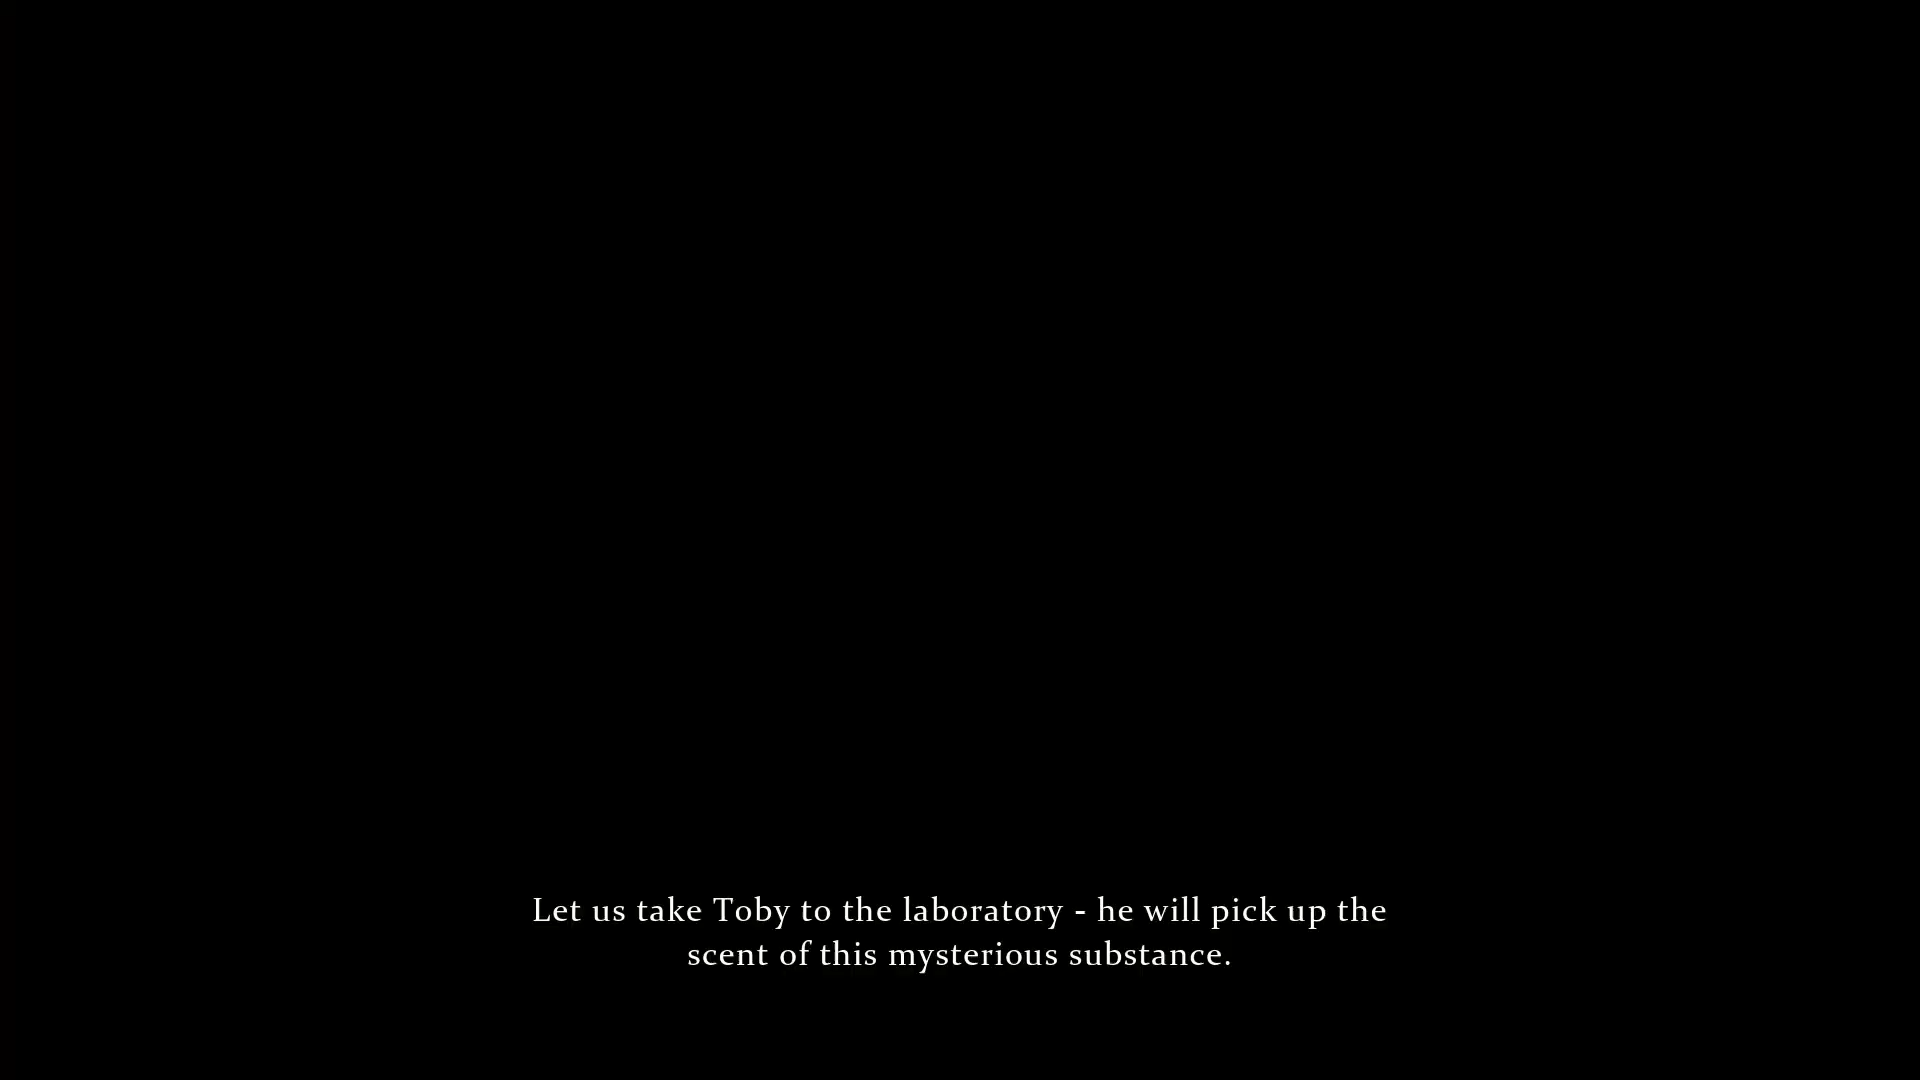 Let us take Toby to the laboratory - he will pick up the
scent of this mysterious substance.